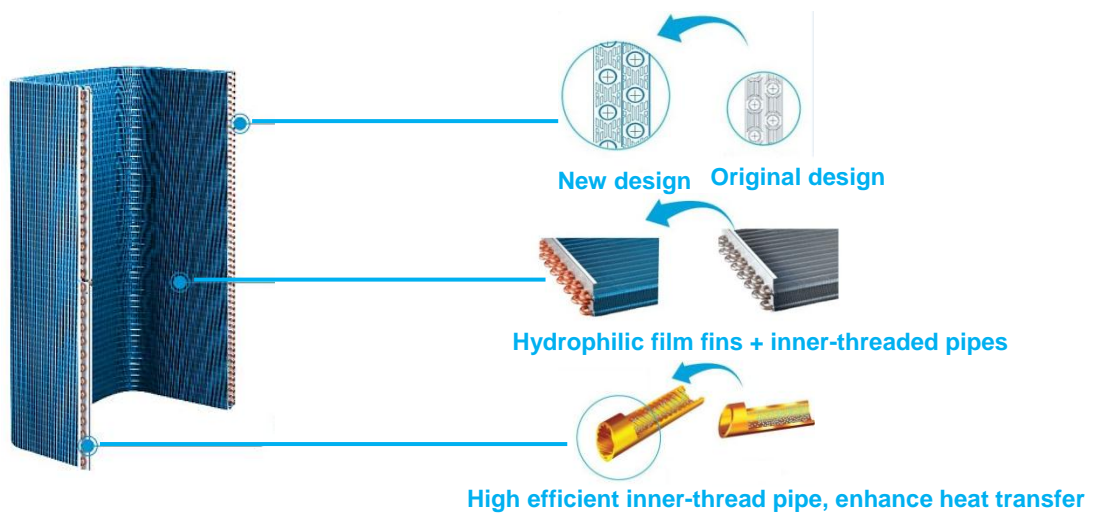 New design
Original design
Hydrophilic film fins + inner-threaded pipes
High efficient inner-thread pipe, enhance heat transfer